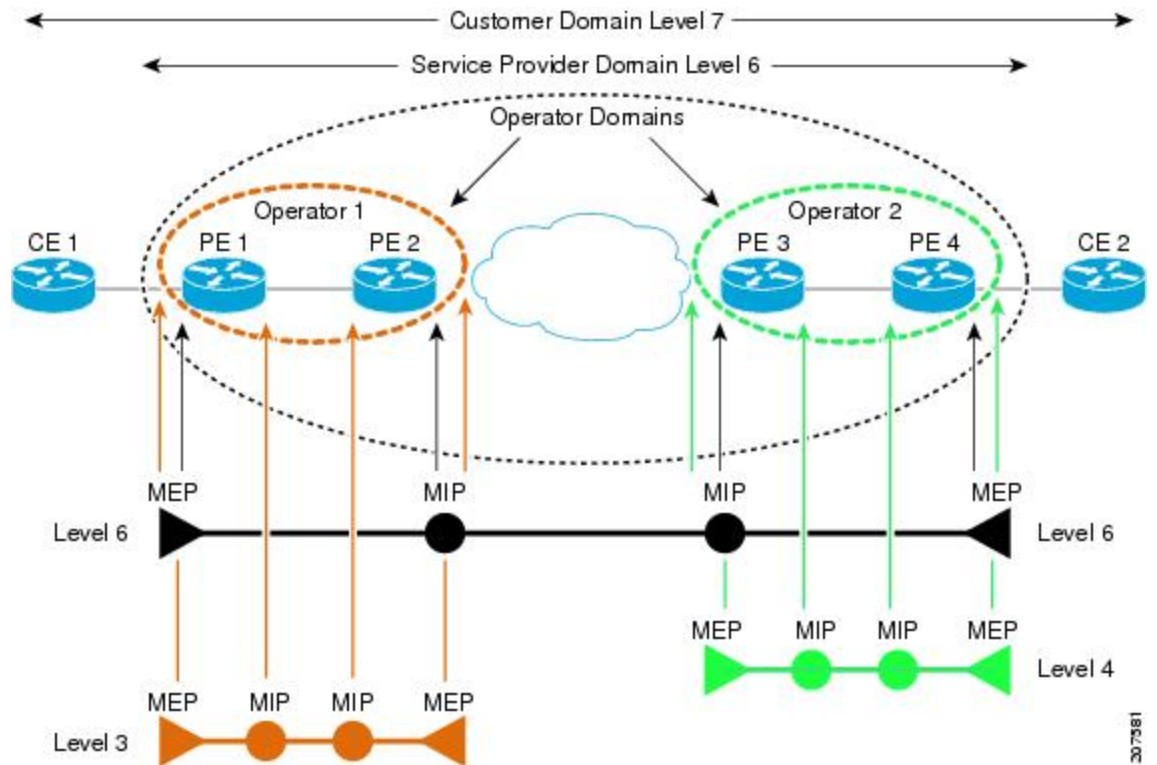 Customer Domain Level 7
Service Provider Domain Level 6
Operator Domains
Operator 1
Operator 2
CE 1
PE 1
PE 2
PE 3
PE 4
CE 2
MEP
MIP
MIP
MEP
Level 6
Level 6
MEP
MIP
MIP
MEP
Level 4
MEP
MIP
MIP
MEP
Level 3
207581